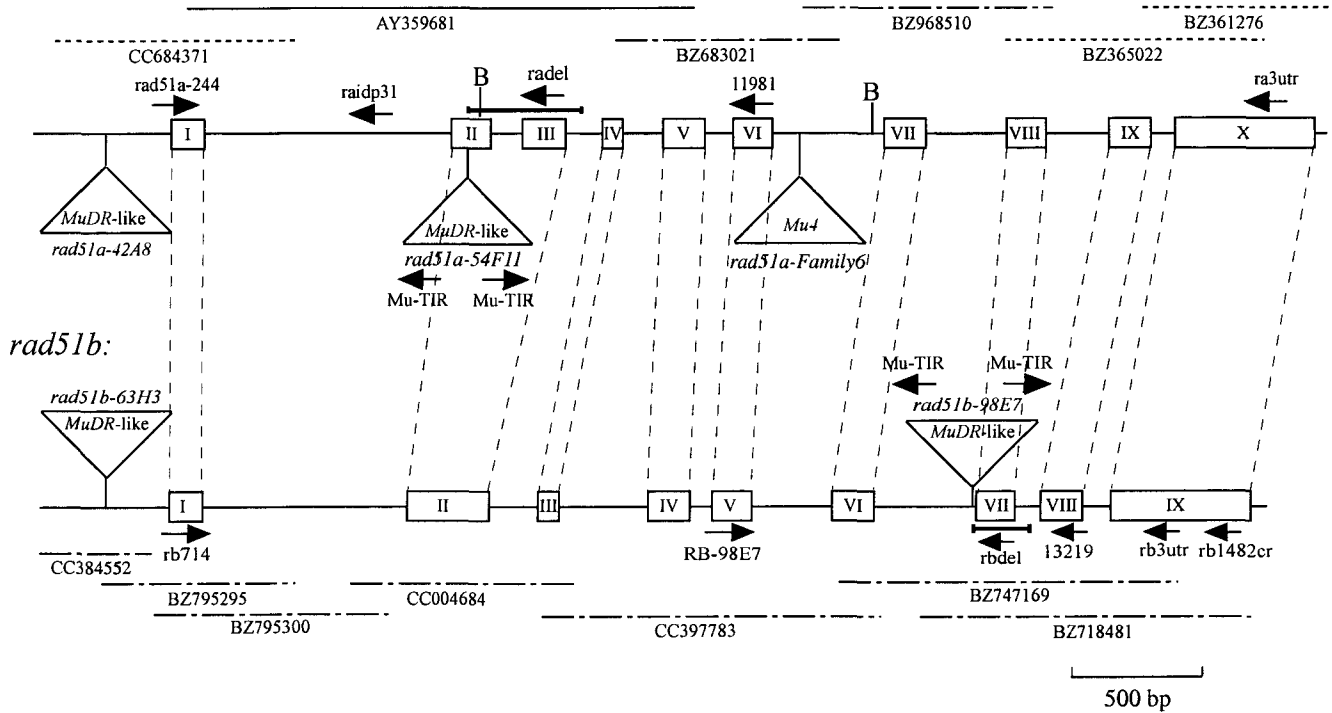 AY359681
BZ968510
BZ361276
CC684371
BZ683021
BZ365022
rad51a-244
raidp31
B
radel
11981
B
ra3utr
I
II
III
IV
V
VI
VII
VIII
IX
X
MuDR-like
rad51a-42A8
MuDR-like
rad51a-54F11
Mu4
rad51a-Family6
Mu-TIR
Mu-TIR
rad51b:
Mu-TIR
Mu-TIR
rad51b-63H3
MuDR-like
rad51b-98E7
MuDR-like
I
II
III
IV
V
VI
VII
VIII
IX
rb714
RB-98E7
rbdel
13219
rb3utr
rb1482cr
CC384552
BZ795295
CC004684
BZ747169
BZ795300
CC397783
BZ718481
500 bp